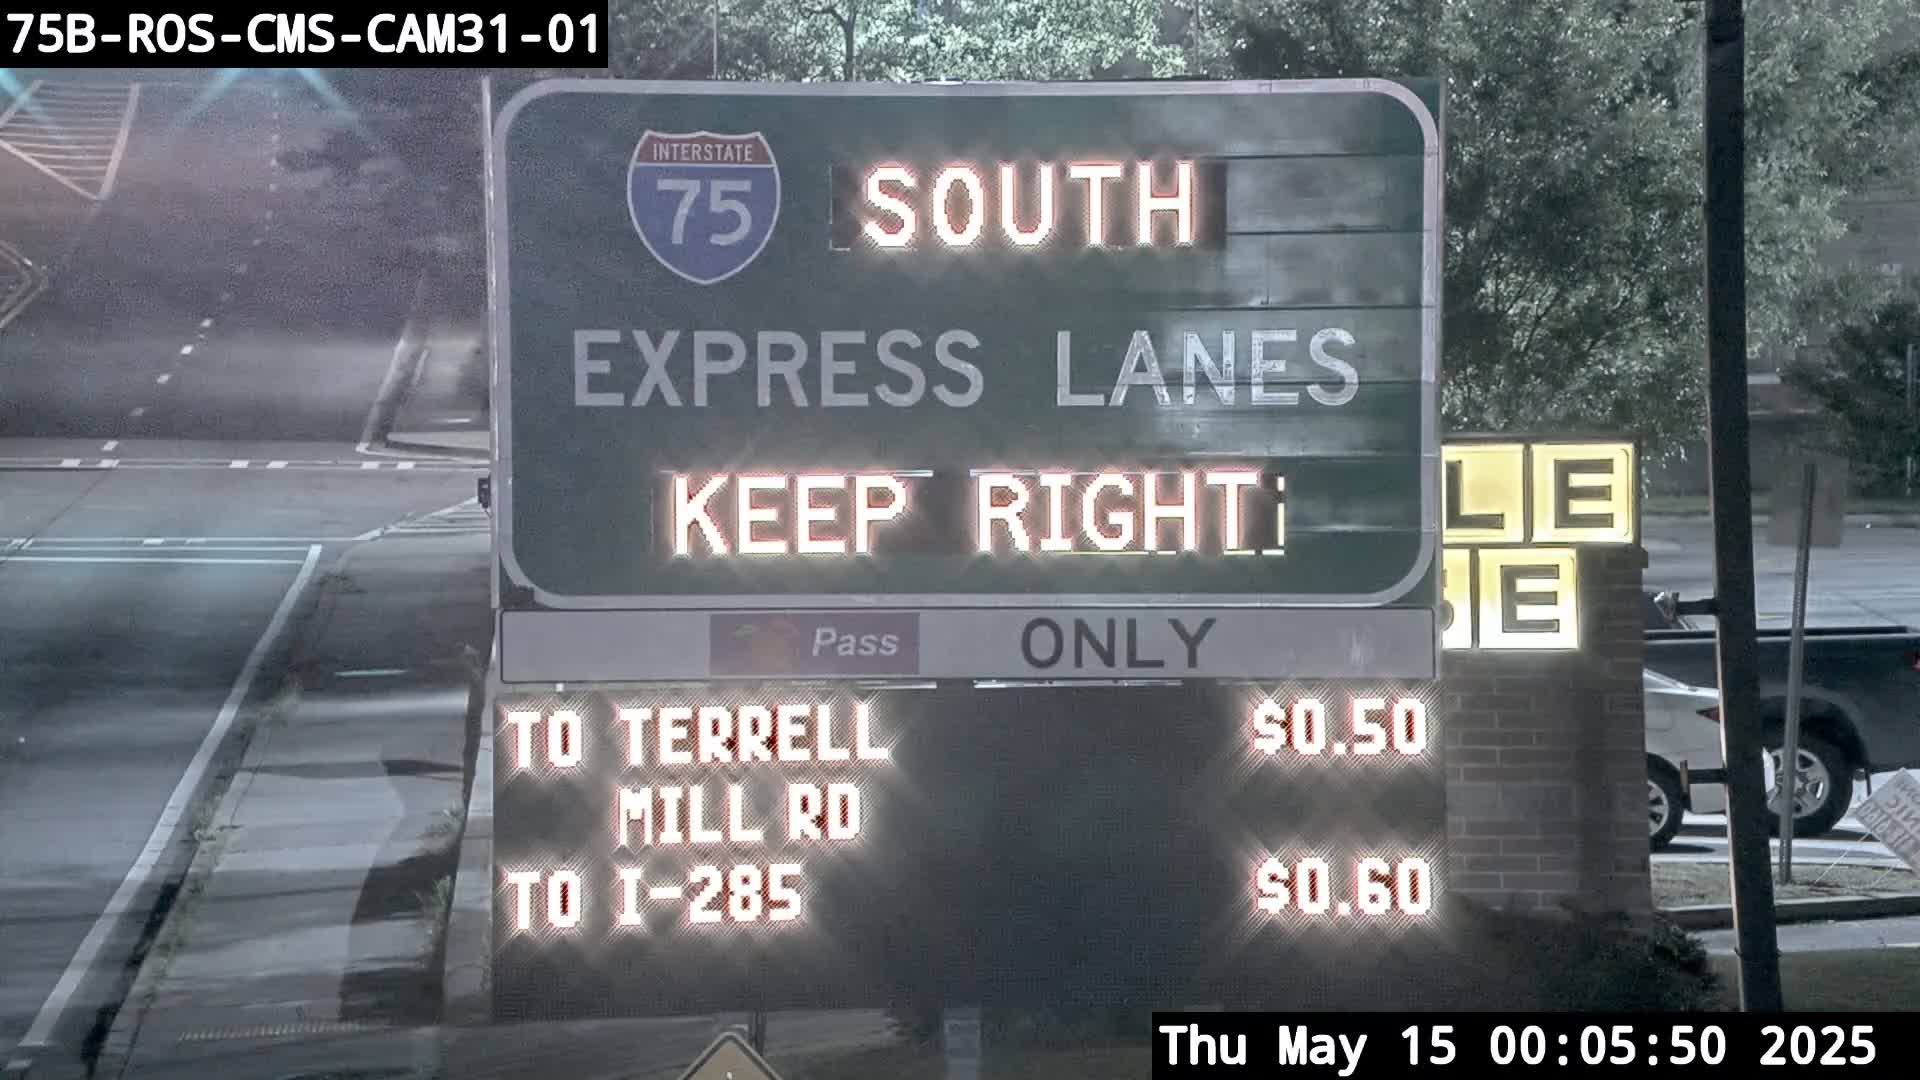 75B-ROS-CMS-CAM31-01
INTERSTATE
75
SOUTH
EXPRESS LANES
KEEP RIGHT
Pass ONLY
TO TERRELL $0.50
MILL RD
TO I-285 $0.60
LE
E
Thu May 15 00:05:50 2025